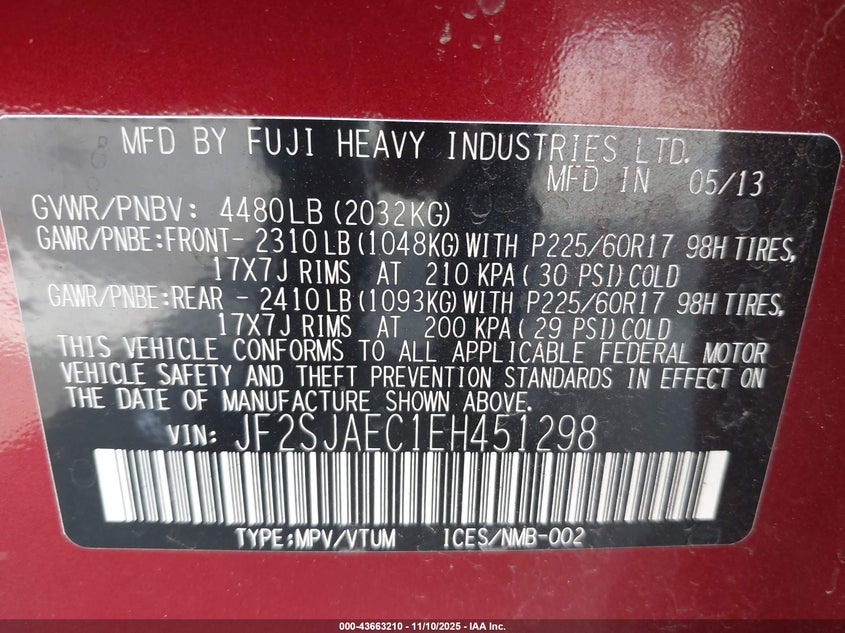 MFD BY FUJI HEAVY INDUSTRIES LTD.
MFD IN 05/13
GVWR/PNBV: 4480LB(2032KG)
GAWR/PNBE:FRONT- 2310LB(1048KG)WITH P225/60R17 98H TIRES,
17X7J RIMS AT 210 KPA(30 PSI)COLD
GAWR/PNBE:REAR - 2410LB(1093KG)WITH P225/60R17 98H TIRES,
17X7J RIMS AT 200 KPA(29 PSI)COLD
THIS VEHICLE CONFORMS TO ALL APPLICABLE FEDERAL MOTOR
VEHICLE SAFETY AND THEFT PREVENTION STANDARDS IN EFFECT ON
THE DATE OF MANUFACTURE SHOWN ABOVE.
VIN: JF2SJAEC1EH451298
TYPE:MPV/VTUM ICES/NMB-002
000-43663210 - 11/10/2025 - IAA Inc.